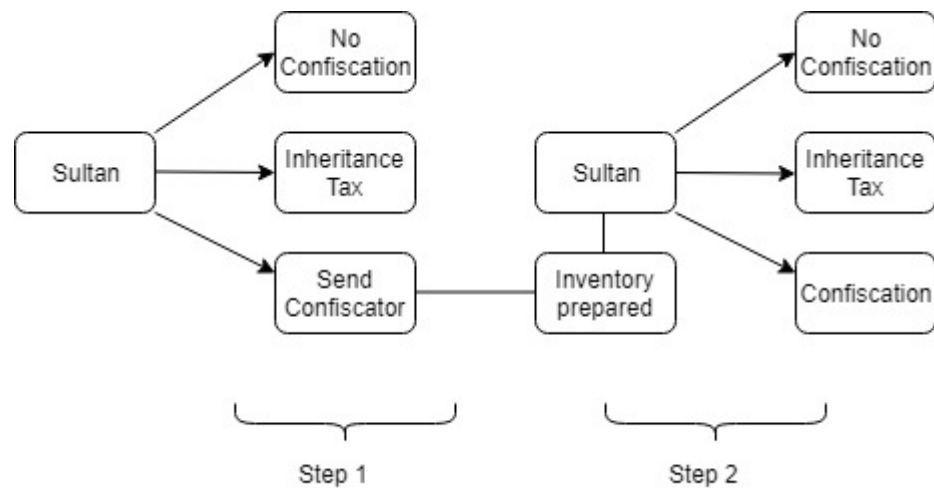 No
Confiscation
Sultan
Inheritance
Tax
Send
Confiscator
Inventory
prepared
Sultan
No
Confiscation
Inheritance
Tax
Confiscation
Step 1
Step 2